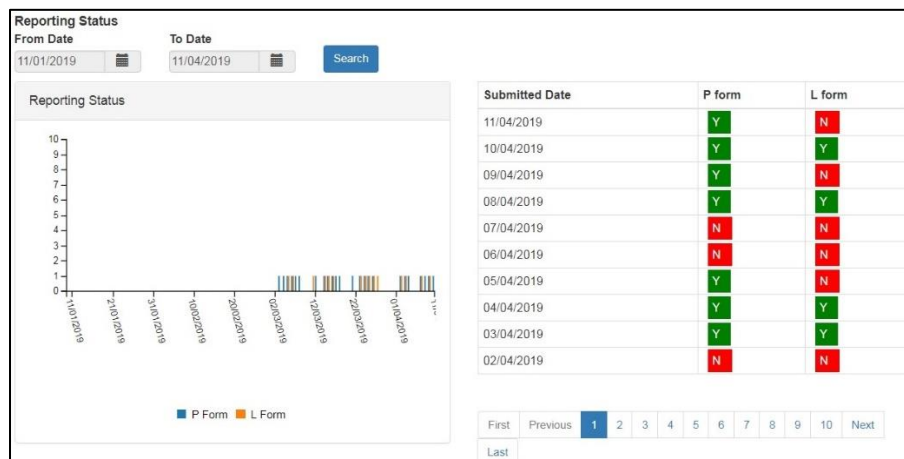 Reporting Status
From Date To Date
11/01/2019 11/04/2019 Search
Reporting Status
10
9
8
7
6
5
4
3
2
1
0
11/01/2019 21/01/2019 31/01/2019 10/02/2019 20/02/2019 02/03/2019 12/03/2019 22/03/2019 01/04/2019
P Form L Form
Submitted Date P form L form
11/04/2019 Y N
10/04/2019 Y Y
09/04/2019 Y N
08/04/2019 Y Y
07/04/2019 N N
06/04/2019 N N
05/04/2019 Y N
04/04/2019 Y Y
03/04/2019 Y Y
02/04/2019 N N
First Previous 1 2 3 4 5 6 7 8 9 10 Next
Last